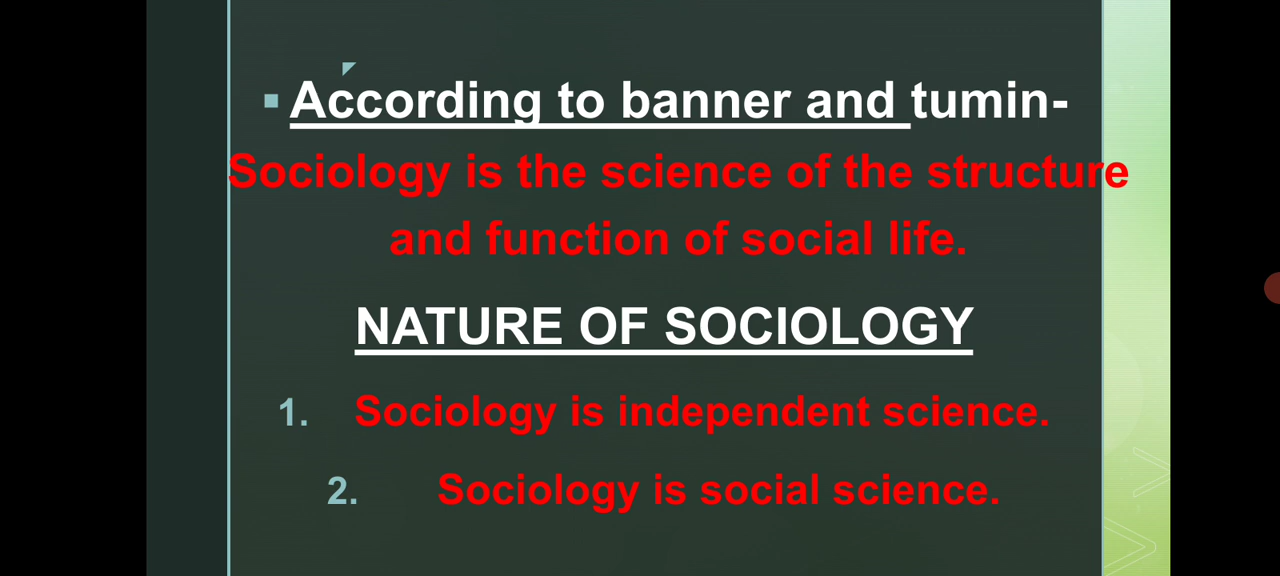 ▪ According to banner and tumin-
Sociology is the science of the structure
and function of social life.
NATURE OF SOCIOLOGY
1. Sociology is independent science.
2. Sociology is social science.